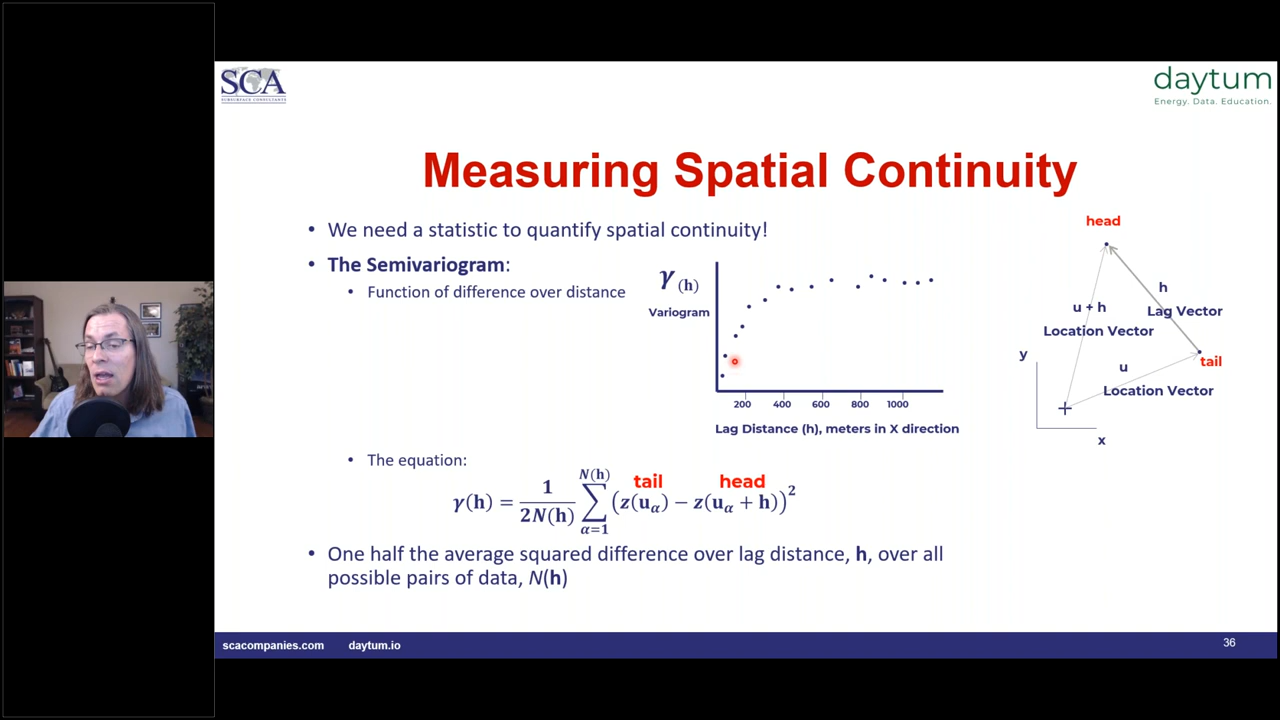 SCA
SUBSURFACE CONSULTANTS
daytum
Energy. Data. Education.
Measuring Spatial Continuity
• We need a statistic to quantify spatial continuity!
• The Semivariogram:
• Function of difference over distance
γ(h)
Variogram
200 400 600 800 1000
Lag Distance (h), meters in X direction
head
h
Lag Vector
u + h
Location Vector
tail
u
Location Vector
y
x
• The equation:
tail head
γ(h) = 1/2N(h) ∑_{α=1}^{N(h)} (z(u_α) − z(u_α + h))²
• One half the average squared difference over lag distance, h, over all
possible pairs of data, N(h)
scacompanies.com daytum.io
36